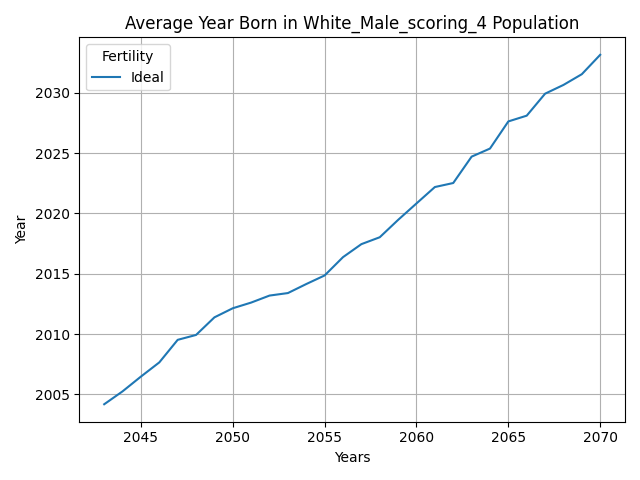 Average Year Born in White_Male_scoring_4 Population
Fertility
Ideal
Year
2030
2025
2020
2015
2010
2005
2045 2050 2055 2060 2065 2070
Years